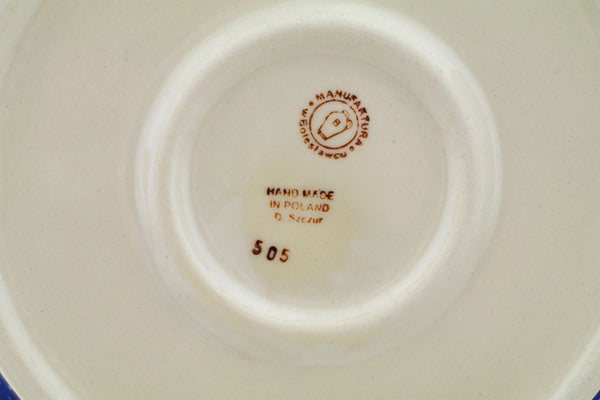 MANUFAKTURA
w Bolesławcu
B
HAND MADE
IN POLAND
D. Szczur
505